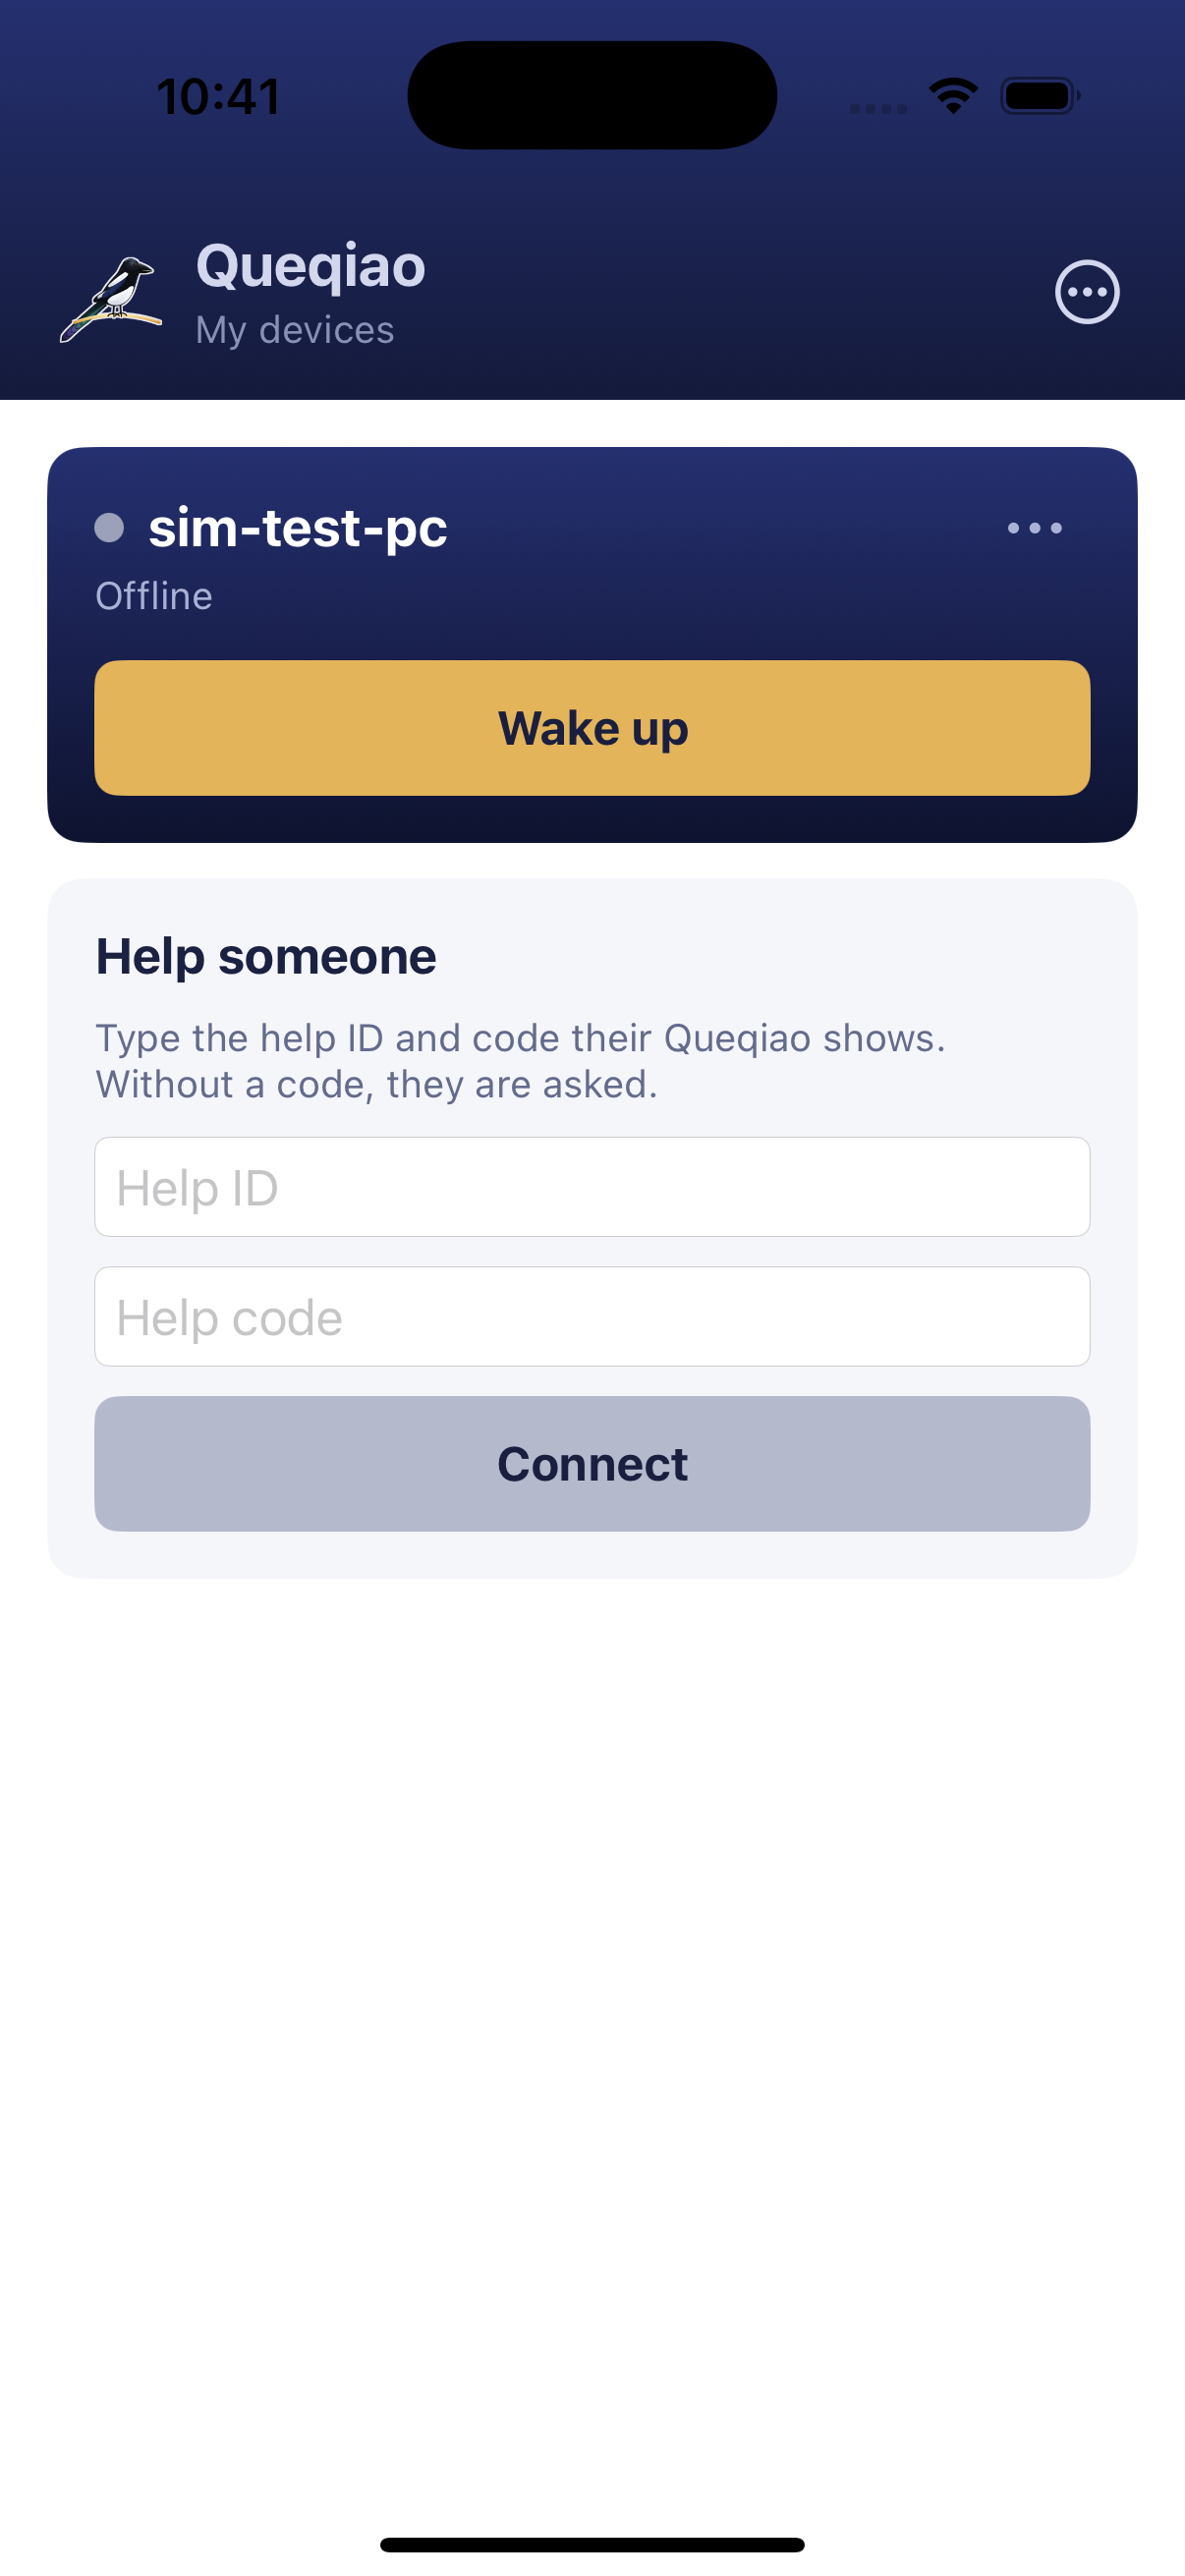 10:41
Queqiao
My devices
sim-test-pc
Offline
Wake up
Help someone
Type the help ID and code their Queqiao shows.
Without a code, they are asked.
Help ID
Help code
Connect